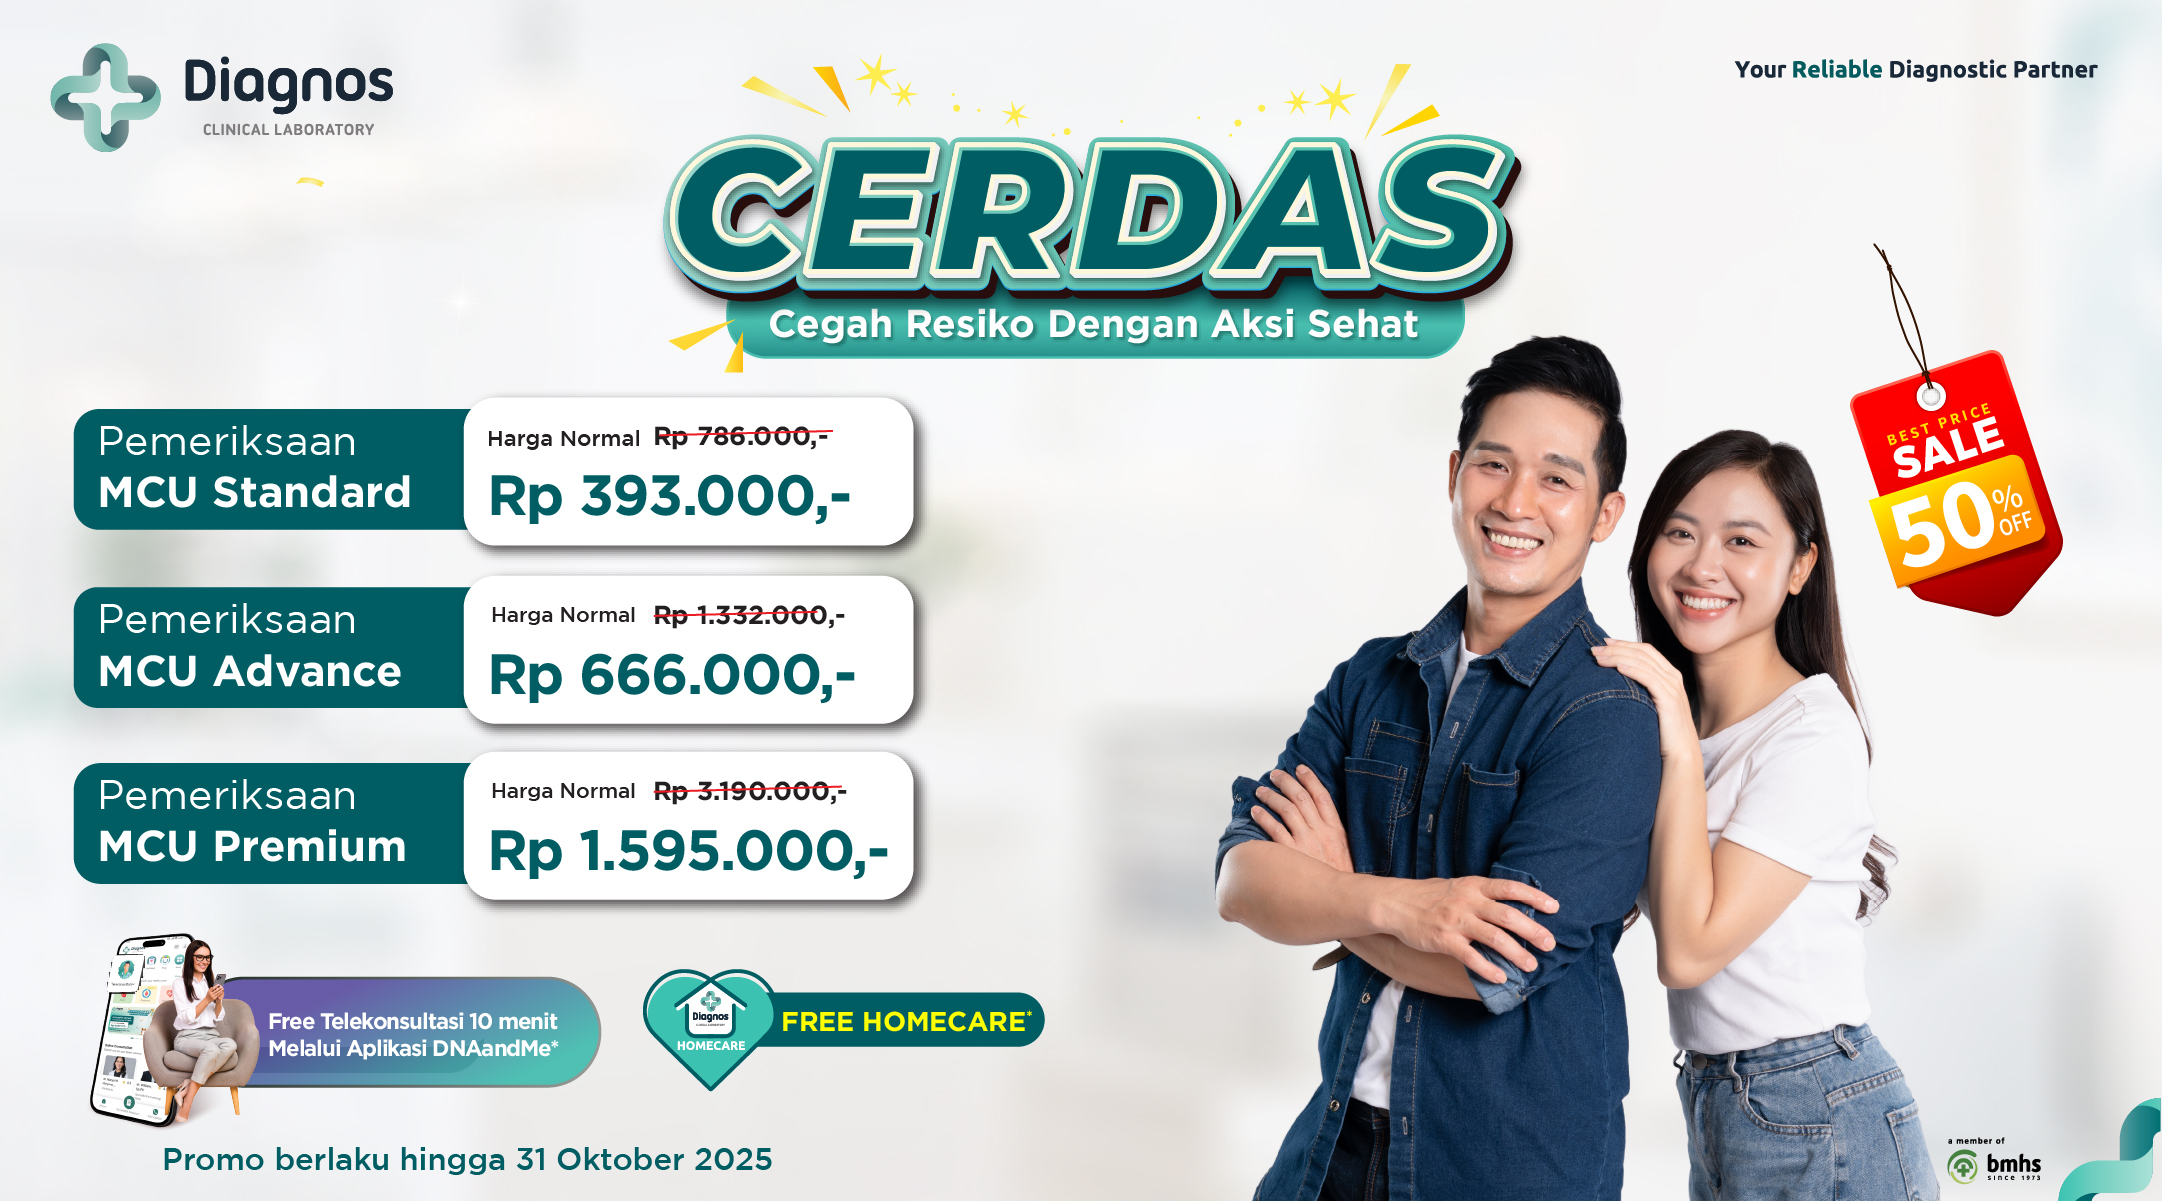 Diagnos
CLINICAL LABORATORY
Your Reliable Diagnostic Partner
CERDAS
Cegah Resiko Dengan Aksi Sehat
BEST PRICE
SALE
50%
OFF
Pemeriksaan
MCU Standard
Harga Normal Rp 786.000,-
Rp 393.000,-
Pemeriksaan
MCU Advance
Harga Normal Rp 1.332.000,-
Rp 666.000,-
Pemeriksaan
MCU Premium
Harga Normal Rp 3.190.000,-
Rp 1.595.000,-
Free Telekonsultasi 10 menit
Melalui Aplikasi DNAandMe*
Diagnos
HOMECARE
FREE HOMECARE*
Promo berlaku hingga 31 Oktober 2025
a member of
bmhs
since 1973